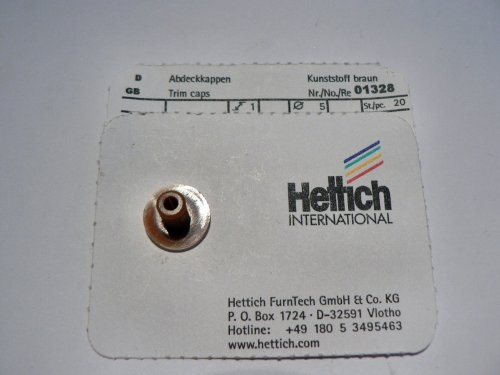 D Abdeckkappen Kunststoff braun
GB Trim caps Nr./No./Re 01328
1 Ø 5 St./pc. 20
Hettich
INTERNATIONAL
Hettich FurnTech GmbH & Co. KG
P. O. Box 1724 · D-32591 Vlotho
Hotline: +49 180 5 3495463
www.hettich.com